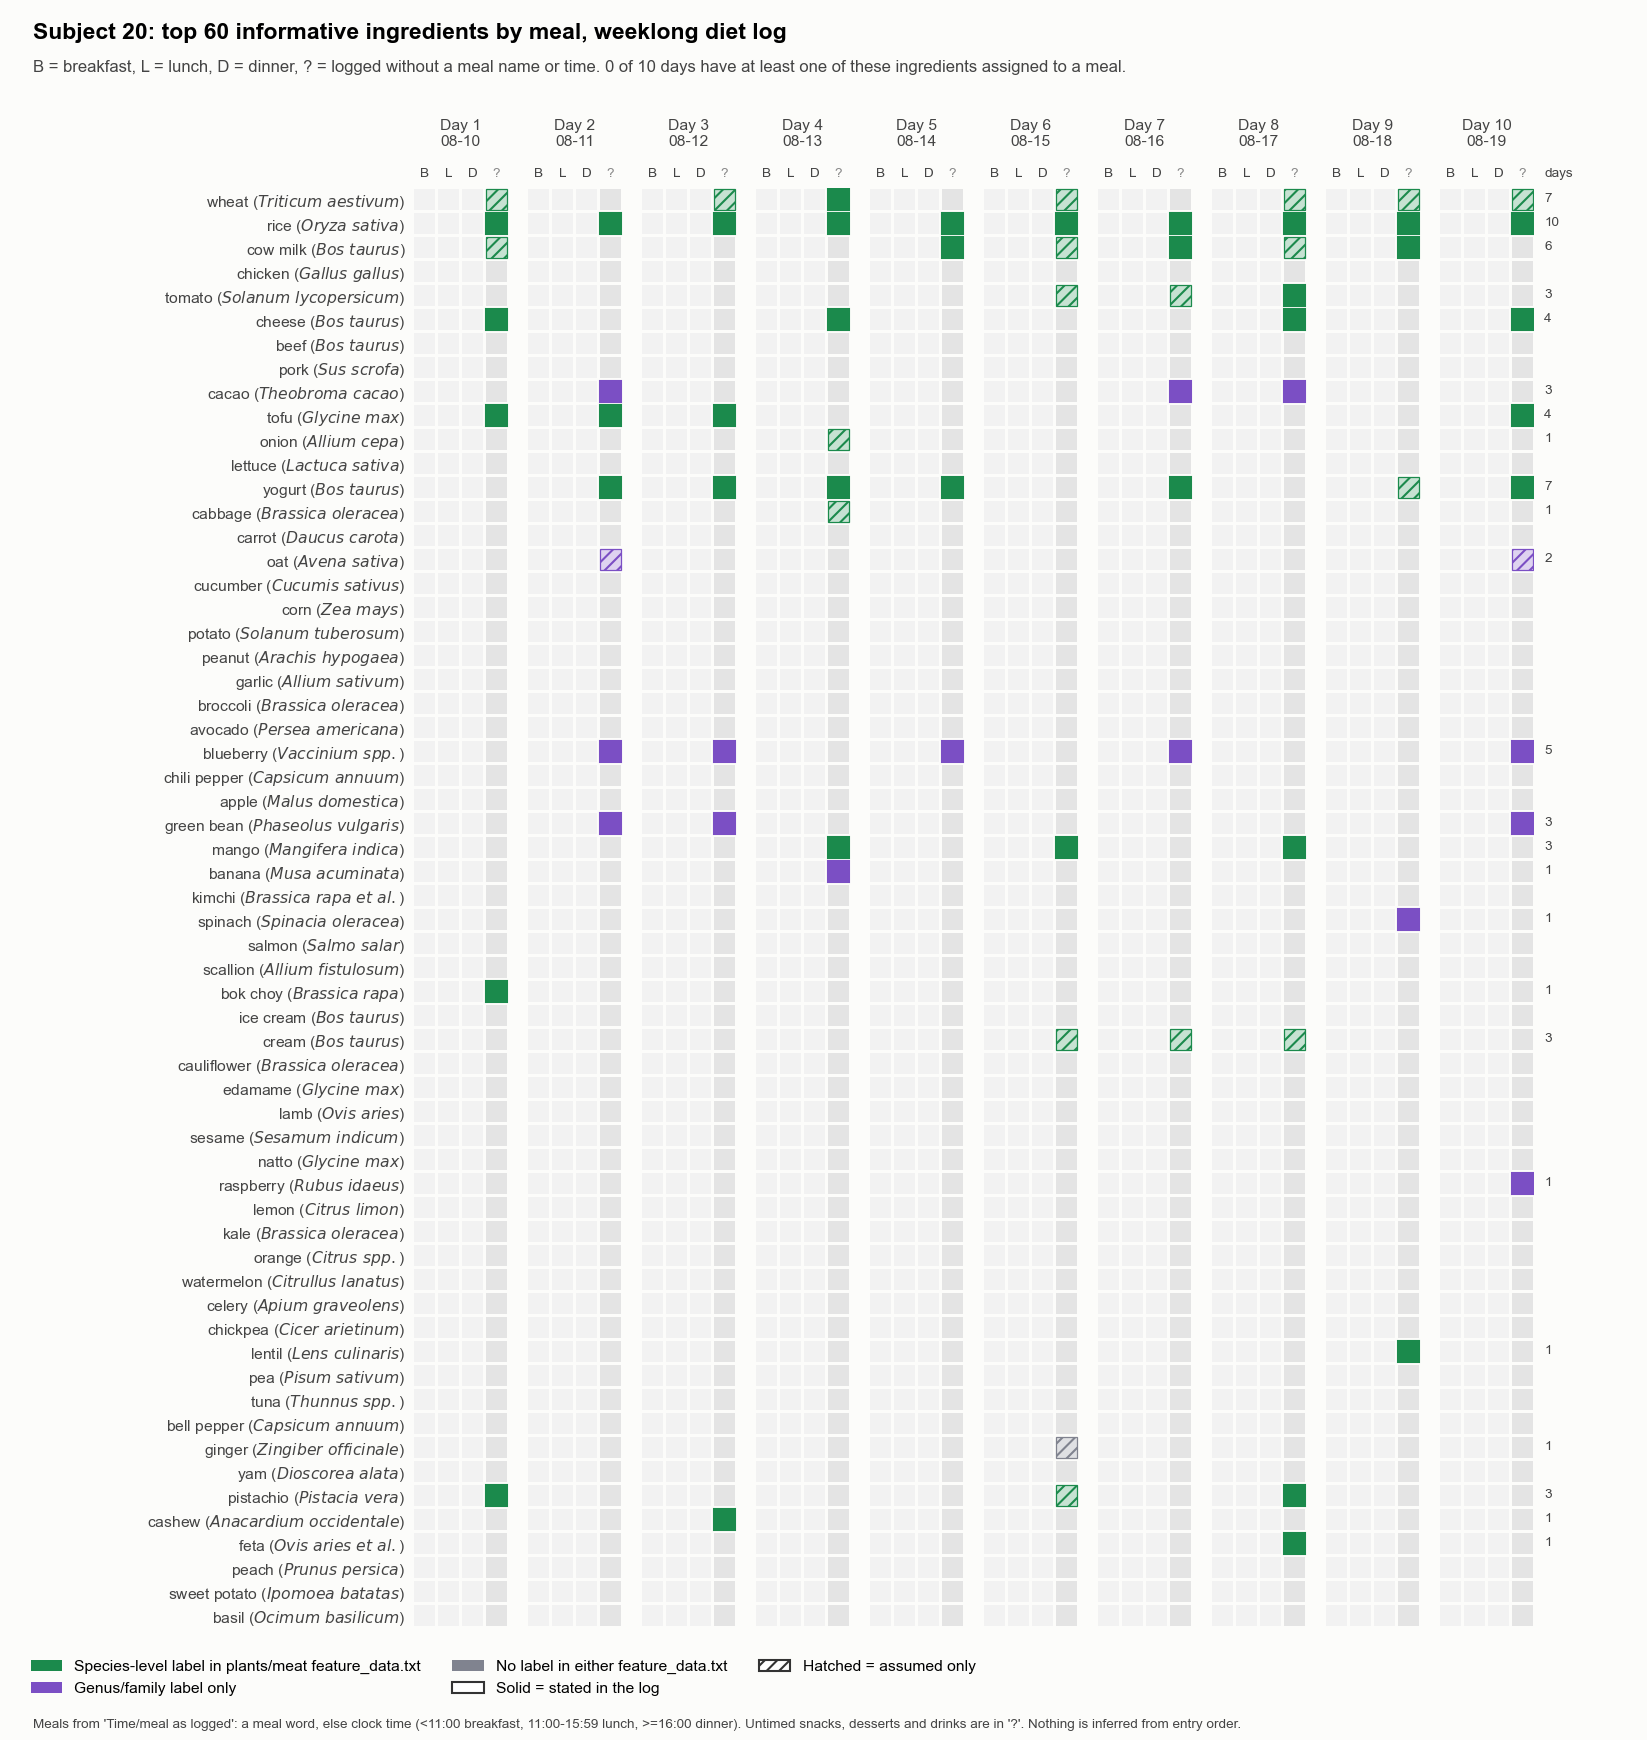 Subject 20: top 60 informative ingredients by meal, weeklong diet log
B = breakfast, L = lunch, D = dinner, ? = logged without a meal name or time. 0 of 10 days have at least one of these ingredients assigned to a meal.
Day 1 Day 2 Day 3 Day 4 Day 5 Day 6 Day 7 Day 8 Day 9 Day 10
08-10 08-11 08-12 08-13 08-14 08-15 08-16 08-17 08-18 08-19
B L D ? B L D ? B L D ? B L D ? B L D ? B L D ? B L D ? B L D ? B L D ? B L D ? days
wheat (Triticum aestivum) 7
rice (Oryza sativa) 10
cow milk (Bos taurus) 6
chicken (Gallus gallus)
tomato (Solanum lycopersicum) 3
cheese (Bos taurus) 4
beef (Bos taurus)
pork (Sus scrofa)
cacao (Theobroma cacao) 3
tofu (Glycine max) 4
onion (Allium cepa) 1
lettuce (Lactuca sativa)
yogurt (Bos taurus) 7
cabbage (Brassica oleracea) 1
carrot (Daucus carota)
oat (Avena sativa) 2
cucumber (Cucumis sativus)
corn (Zea mays)
potato (Solanum tuberosum)
peanut (Arachis hypogaea)
garlic (Allium sativum)
broccoli (Brassica oleracea)
avocado (Persea americana)
blueberry (Vaccinium spp. ) 5
chili pepper (Capsicum annuum)
apple (Malus domestica)
green bean (Phaseolus vulgaris) 3
mango (Mangifera indica) 3
banana (Musa acuminata) 1
kimchi (Brassica rapa et al. )
spinach (Spinacia oleracea) 1
salmon (Salmo salar)
scallion (Allium fistulosum)
bok choy (Brassica rapa) 1
ice cream (Bos taurus)
cream (Bos taurus) 3
cauliflower (Brassica oleracea)
edamame (Glycine max)
lamb (Ovis aries)
sesame (Sesamum indicum)
natto (Glycine max)
raspberry (Rubus idaeus) 1
lemon (Citrus limon)
kale (Brassica oleracea)
orange (Citrus spp. )
watermelon (Citrullus lanatus)
celery (Apium graveolens)
chickpea (Cicer arietinum)
lentil (Lens culinaris) 1
pea (Pisum sativum)
tuna (Thunnus spp. )
bell pepper (Capsicum annuum)
ginger (Zingiber officinale) 1
yam (Dioscorea alata)
pistachio (Pistacia vera) 3
cashew (Anacardium occidentale) 1
feta (Ovis aries et al. ) 1
peach (Prunus persica)
sweet potato (Ipomoea batatas)
basil (Ocimum basilicum)
Species-level label in plants/meat feature_data.txt No label in either feature_data.txt Hatched = assumed only
Genus/family label only Solid = stated in the log
Meals from 'Time/meal as logged': a meal word, else clock time (<11:00 breakfast, 11:00-15:59 lunch, >=16:00 dinner). Untimed snacks, desserts and drinks are in '?'. Nothing is inferred from entry order.